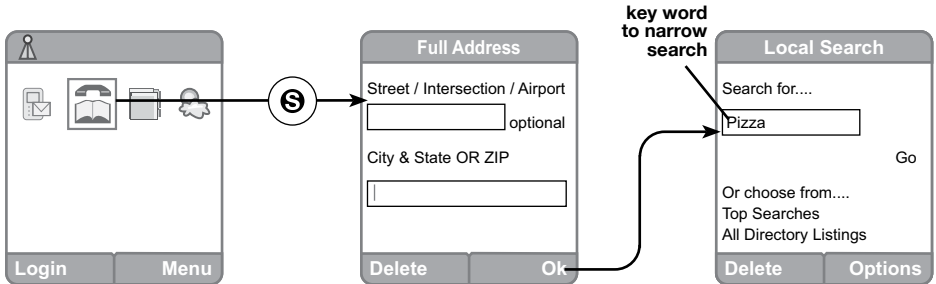 Login
Menu
S
Full Address
Street / Intersection / Airport
optional
City & State OR ZIP
Delete
Ok
key word
to narrow
search
Local Search
Search for....
Pizza
Go
Or choose from....
Top Searches
All Directory Listings
Delete
Options